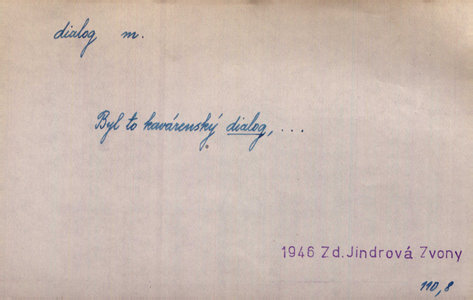 dialog m.
Byl to kavárenský dialog, ...
1946 Zd.Jindrová Zvony
110,8